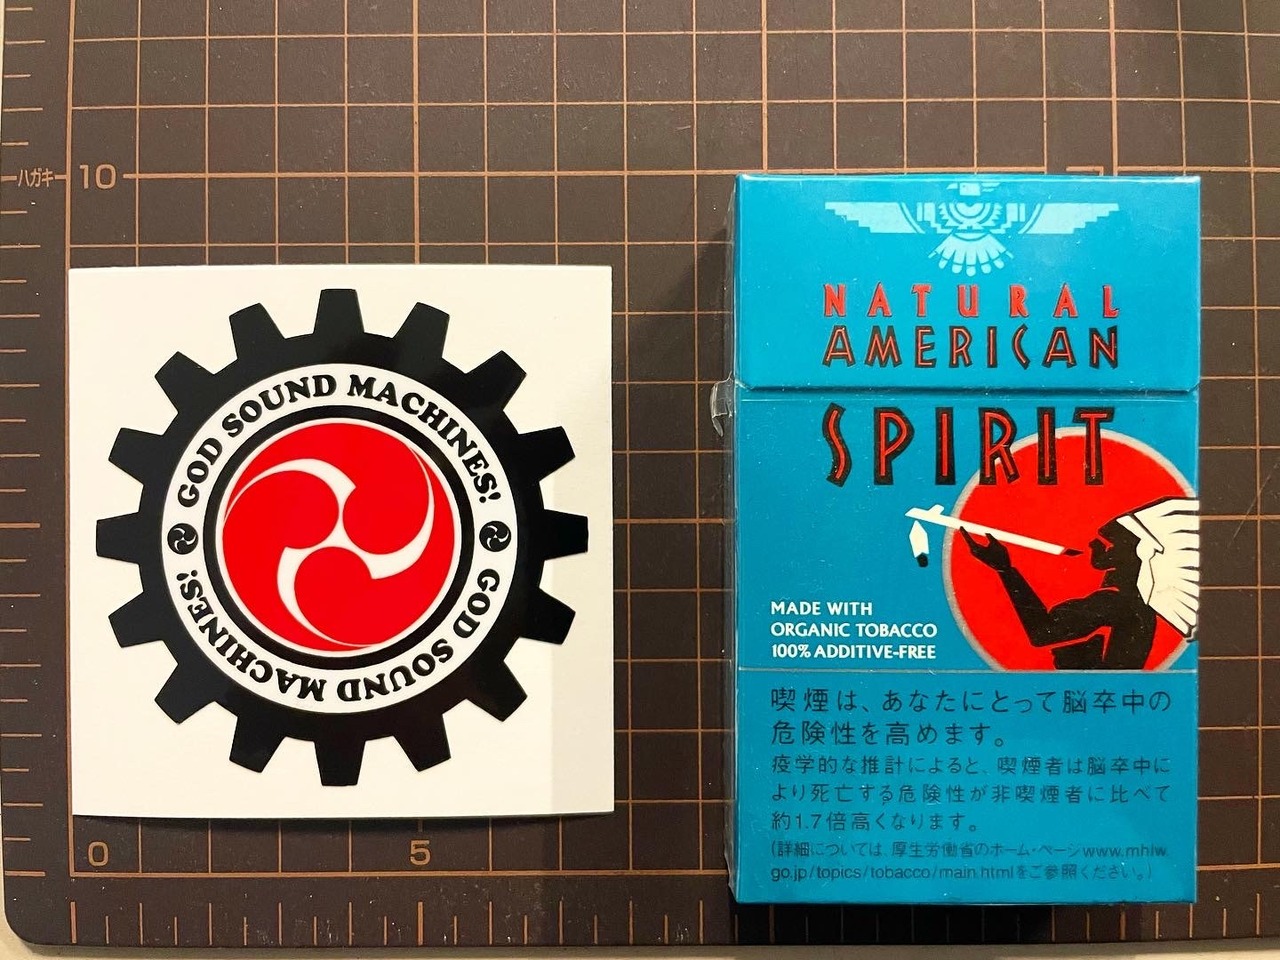 ハガキ
10
GOD SOUND MACHINES!
GOD SOUND MACHINES!
0
5
NATURAL
AMERICAN
SPIRIT
MADE WITH
ORGANIC TOBACCO
100% ADDITIVE-FREE
喫煙は、あなたにとって脳卒中の
危険性を高めます。
疫学的な推計によると、喫煙者は脳卒中に
より死亡する危険性が非喫煙者に比べて
約1.7倍高くなります。
(詳細については、厚生労働省のホーム・ページwww.mhlw.
go.jp/topics/tobacco/main.htmlをご参照ください。)